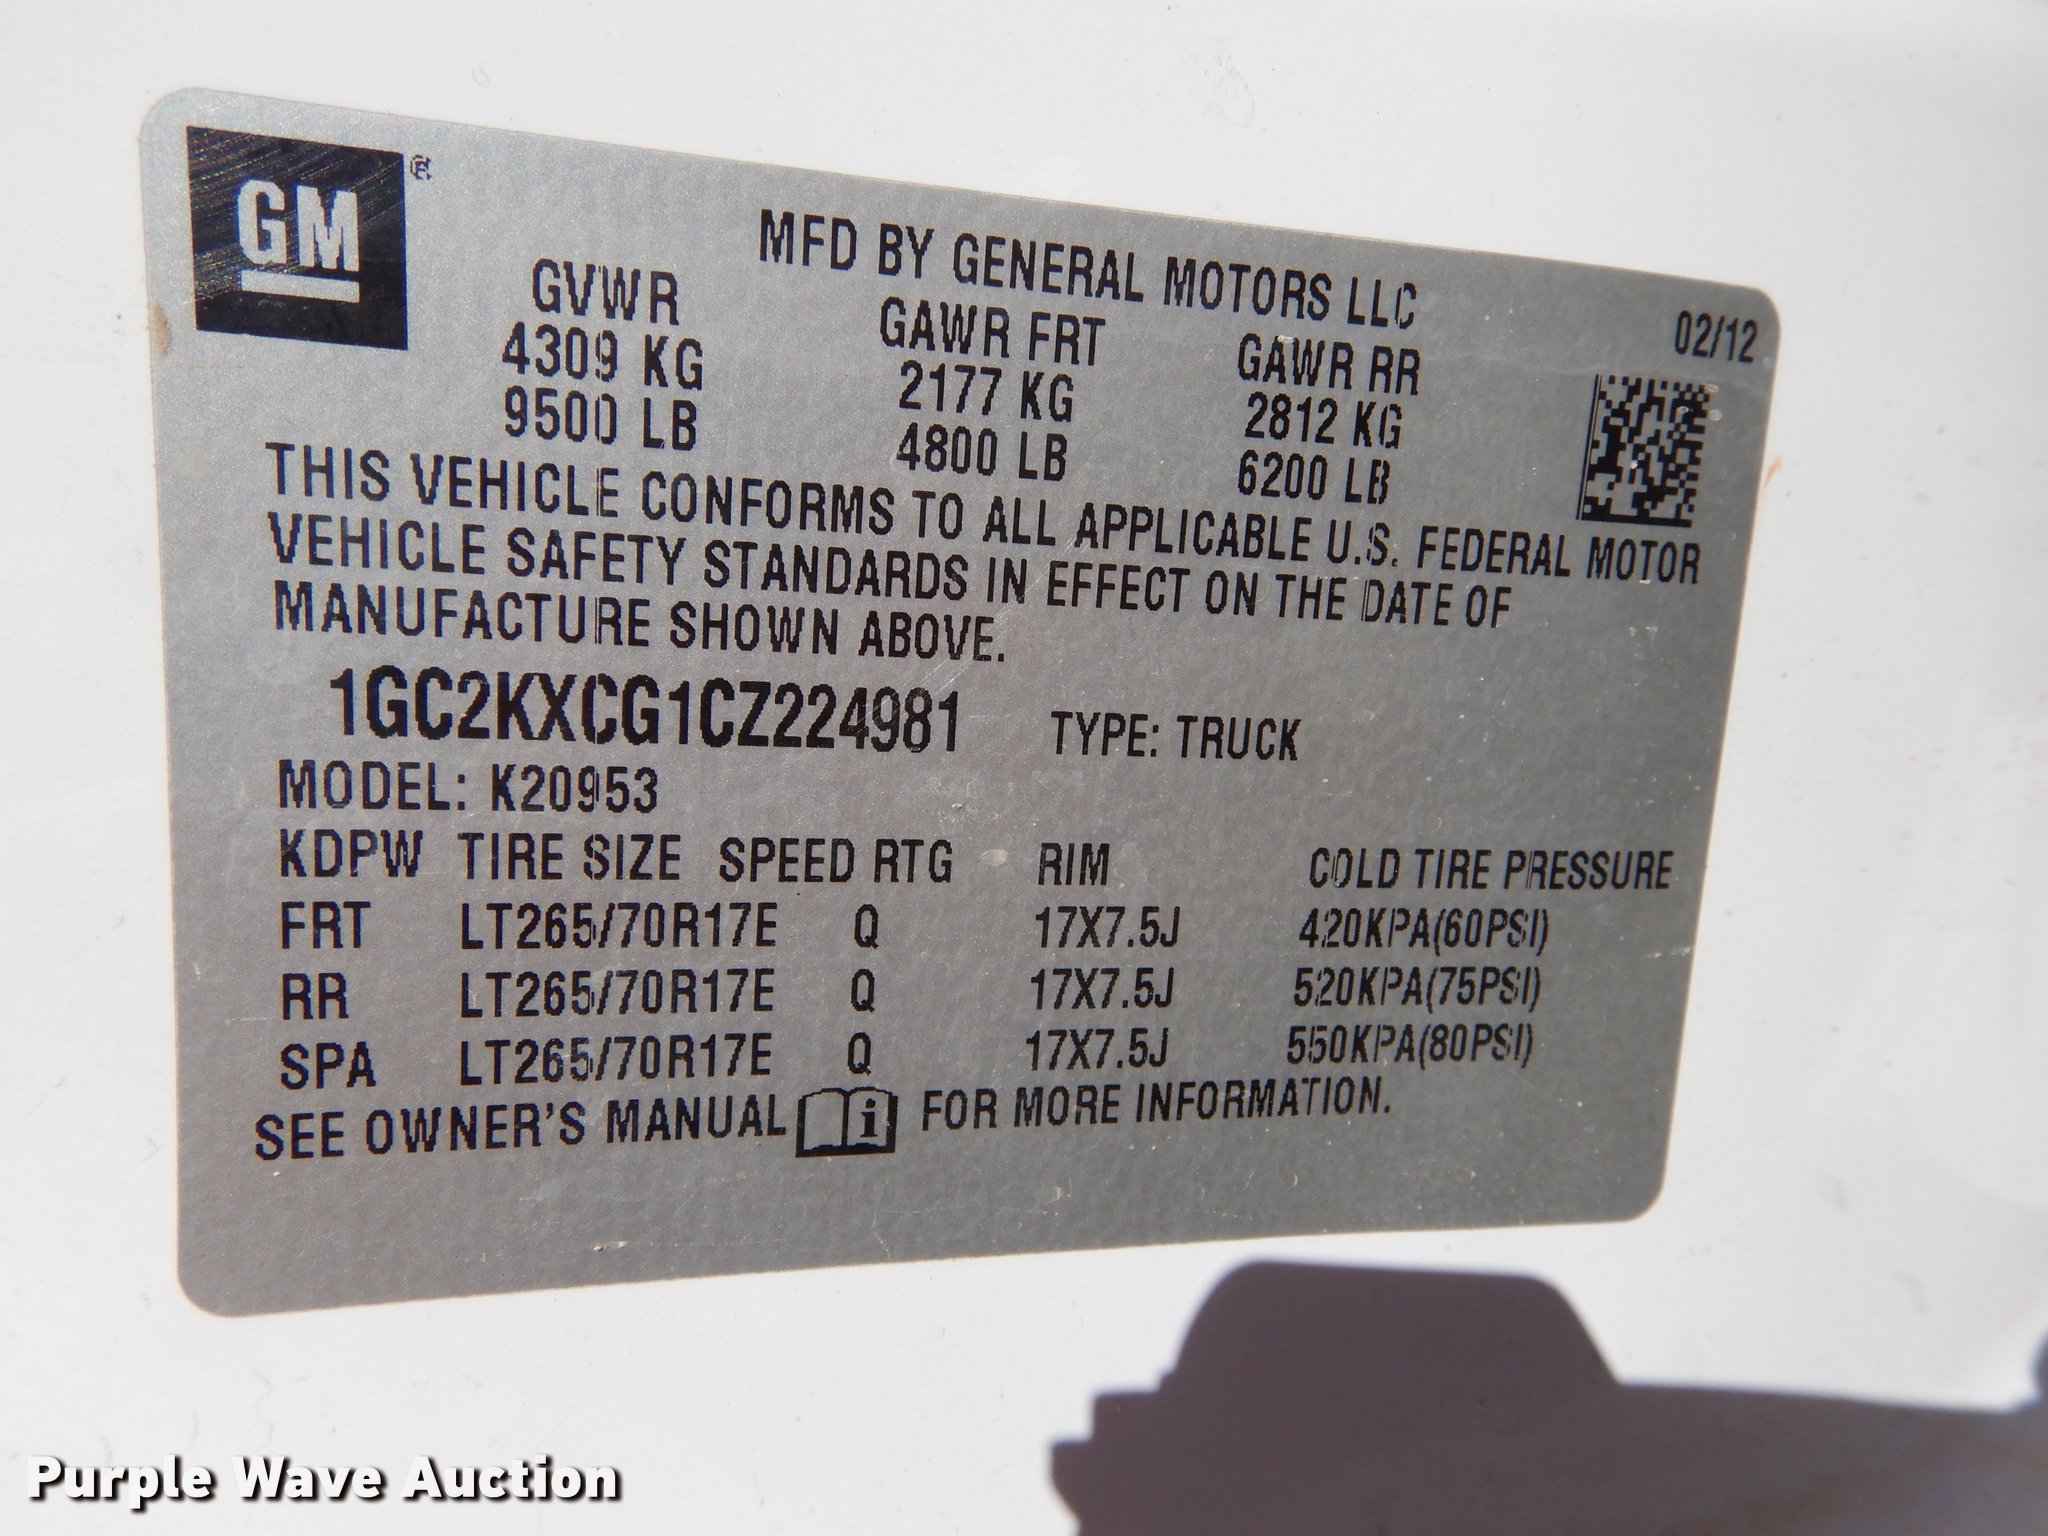 GM®
MFD BY GENERAL MOTORS LLC
02/12
GVWR GAWR FRT GAWR RR
4309 KG 2177 KG 2812 KG
9500 LB 4800 LB 6200 LB
THIS VEHICLE CONFORMS TO ALL APPLICABLE U.S. FEDERAL MOTOR
VEHICLE SAFETY STANDARDS IN EFFECT ON THE DATE OF
MANUFACTURE SHOWN ABOVE.
1GC2KXCG1CZ224981 TYPE: TRUCK
MODEL: K20953
KDPW TIRE SIZE SPEED RTG RIM COLD TIRE PRESSURE
FRT LT265/70R17E Q 17X7.5J 420KPA(60PSI)
RR LT265/70R17E Q 17X7.5J 520KPA(75PSI)
SPA LT265/70R17E Q 17X7.5J 550KPA(80PSI)
SEE OWNER'S MANUAL i FOR MORE INFORMATION.
Purple Wave Auction